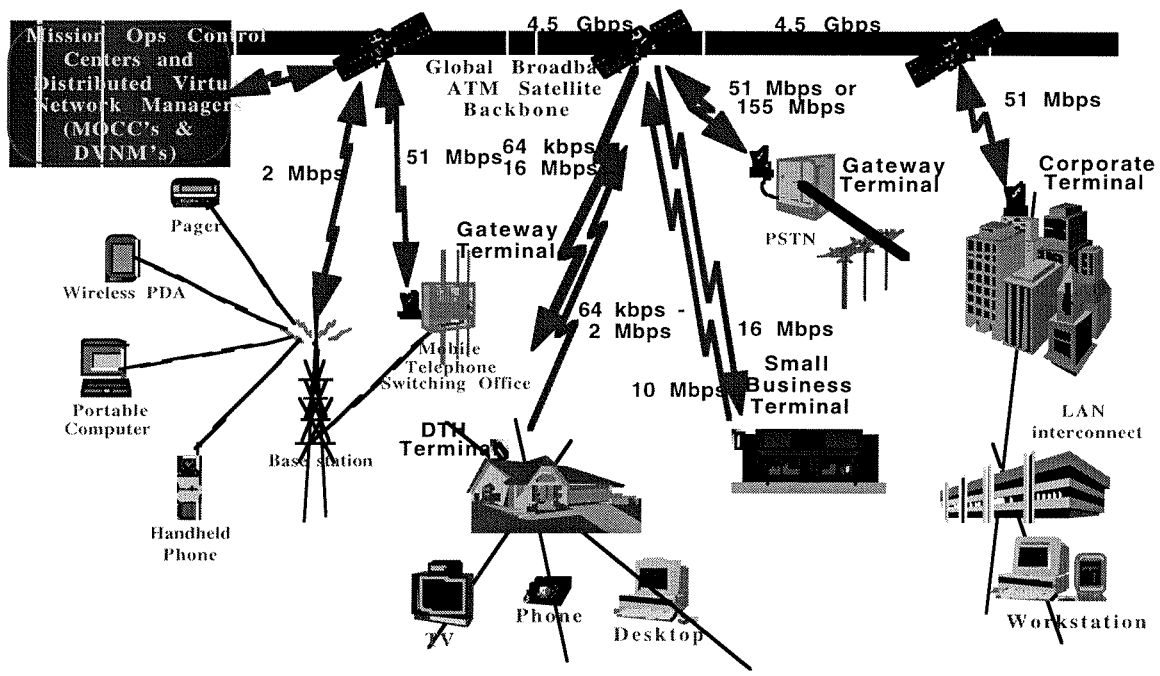 4.5 Gbps
4.5 Gbps
Mission Ops Control
Centers and
Distributed Virtu
Network Managers
(MOCC's &
DVNM's)
Global Broadba
ATM Satellite
Backbone
51 Mbps or
155 Mbps
51 Mbps
2 Mbps
51 Mbps
64 kbps
16 Mbps
Gateway
Terminal
Corporate
Terminal
Pager
Gateway
Terminal
PSTN
Wireless PDA
64 kbps -
2 Mbps
16 Mbps
Mobile
Telephone
Switching Office
Portable
Computer
10 Mbps
Small
Business
Terminal
LAN
interconnect
DTH
Terminal
Base station
Handheld
Phone
TV
Phone
Desktop
Workstation